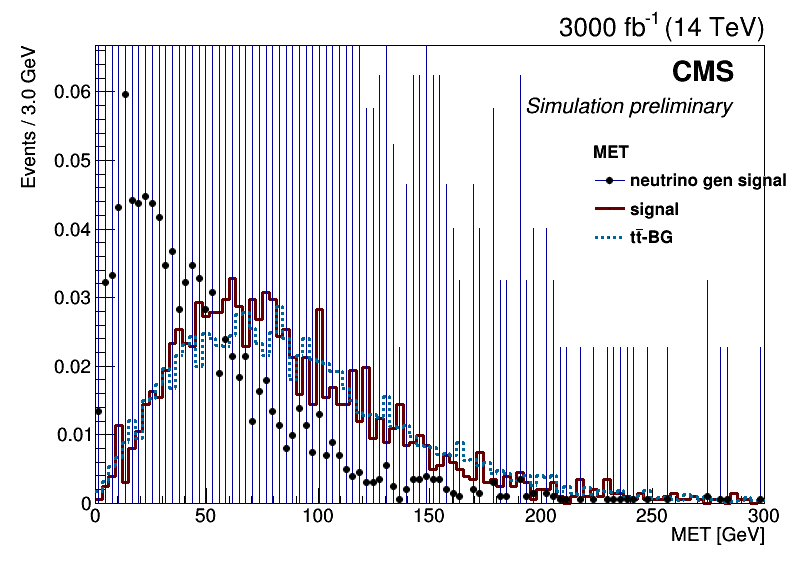 3000 fb⁻¹ (14 TeV)
CMS
Simulation preliminary
MET
neutrino gen signal
signal
tt̄-BG
Events / 3.0 GeV
0.06
0.05
0.04
0.03
0.02
0.01
0
0 50 100 150 200 250 300
MET [GeV]